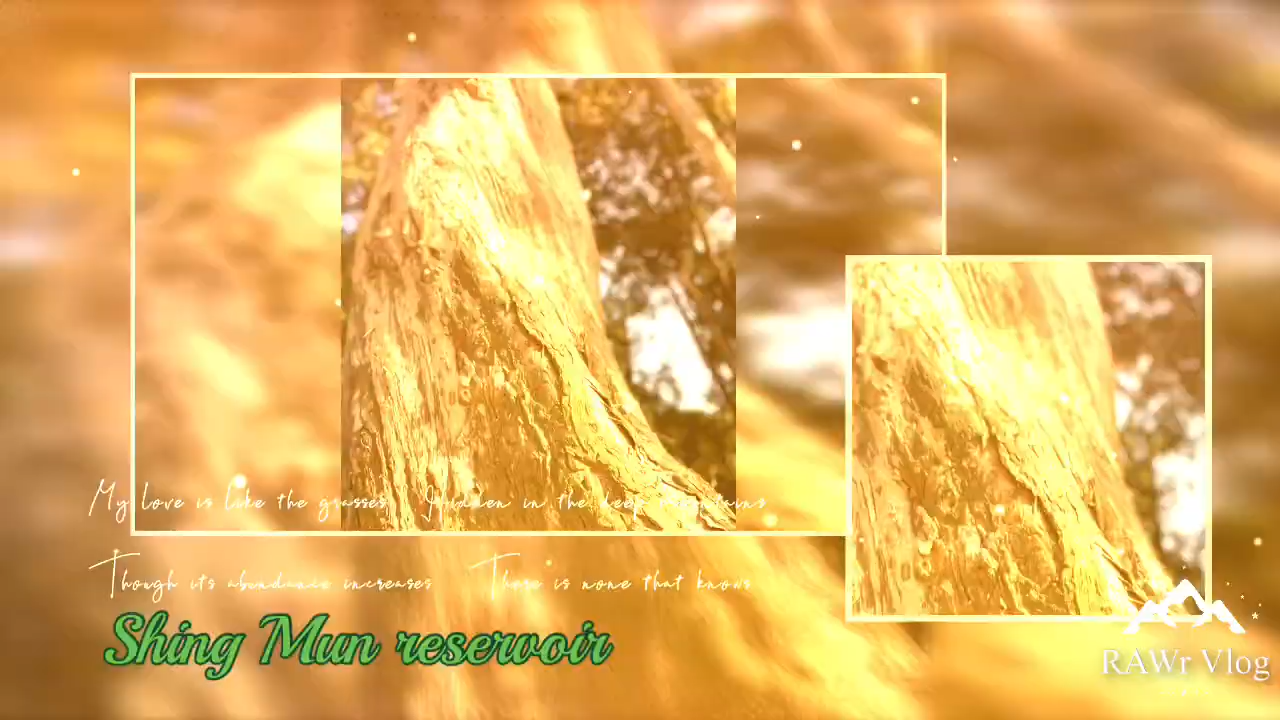 My love is like the grasses Hidden in the deep mountains
Though its abundance increases There is none that knows
Shing Mun reservoir
RAWr Vlog